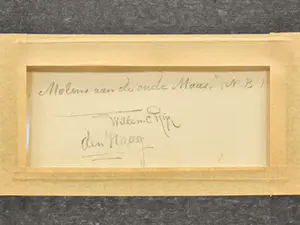 „Molens aan de oude Maas” (N.B.)
Willem C Rip
den Haag